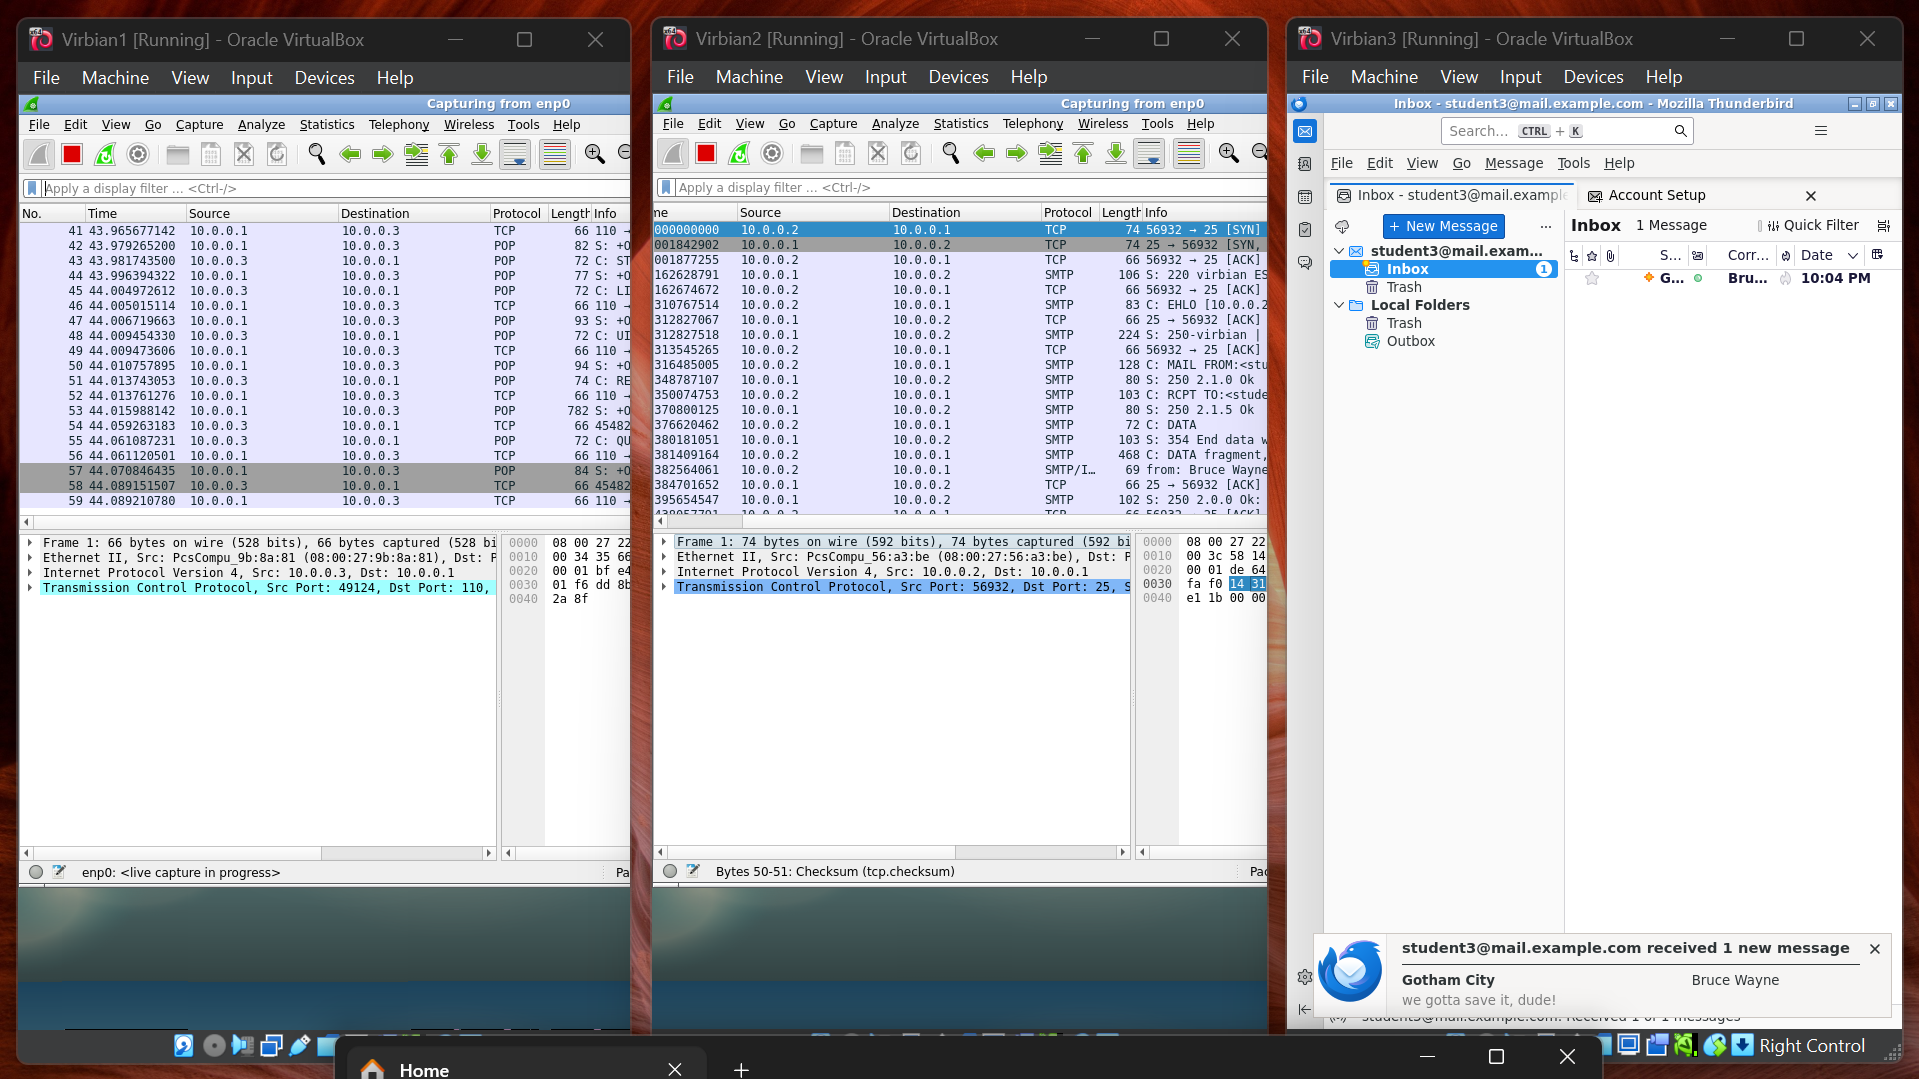 Virbian1 [Running] - Oracle VirtualBox
File Machine View Input Devices Help
Capturing from enp0
File Edit View Go Capture Analyze Statistics Telephony Wireless Tools Help
Apply a display filter ... <Ctrl-/>
No. Time Source Destination Protocol Length Info
41 43.965677142 10.0.0.1 10.0.0.3 TCP 66 110 →
42 43.979265200 10.0.0.1 10.0.0.3 POP 82 S: +O
43 43.981743500 10.0.0.3 10.0.0.1 POP 72 C: ST
44 43.996394322 10.0.0.1 10.0.0.3 POP 77 S: +O
45 44.004972612 10.0.0.3 10.0.0.1 POP 72 C: LI
46 44.005015114 10.0.0.1 10.0.0.3 TCP 66 110 →
47 44.006719663 10.0.0.1 10.0.0.3 POP 93 S: +O
48 44.009454330 10.0.0.3 10.0.0.1 POP 72 C: UI
49 44.009473606 10.0.0.1 10.0.0.3 TCP 66 110 →
50 44.010757895 10.0.0.1 10.0.0.3 POP 94 S: +O
51 44.013743053 10.0.0.3 10.0.0.1 POP 74 C: RE
52 44.013761276 10.0.0.1 10.0.0.3 TCP 66 110 →
53 44.015988142 10.0.0.1 10.0.0.3 POP 782 S: +O
54 44.059263183 10.0.0.3 10.0.0.1 TCP 66 45482
55 44.061087231 10.0.0.3 10.0.0.1 POP 72 C: QU
56 44.061120501 10.0.0.1 10.0.0.3 TCP 66 110 →
57 44.070846435 10.0.0.1 10.0.0.3 POP 84 S: +O
58 44.089151507 10.0.0.3 10.0.0.1 TCP 66 45482
59 44.089210780 10.0.0.1 10.0.0.3 TCP 66 110 →
Frame 1: 66 bytes on wire (528 bits), 66 bytes captured (528 bi
Ethernet II, Src: PcsCompu_9b:8a:81 (08:00:27:9b:8a:81), Dst: P
Internet Protocol Version 4, Src: 10.0.0.3, Dst: 10.0.0.1
Transmission Control Protocol, Src Port: 49124, Dst Port: 110,
0000 08 00 27 22
0010 00 34 35 66
0020 00 01 bf e4
0030 01 f6 dd 8b
0040 2a 8f
enp0: <live capture in progress> Pa
Virbian2 [Running] - Oracle VirtualBox
File Machine View Input Devices Help
Capturing from enp0
File Edit View Go Capture Analyze Statistics Telephony Wireless Tools Help
Apply a display filter ... <Ctrl-/>
me Source Destination Protocol Length Info
000000000 10.0.0.2 10.0.0.1 TCP 74 56932 → 25 [SYN]
001842902 10.0.0.1 10.0.0.2 TCP 74 25 → 56932 [SYN,
001877255 10.0.0.2 10.0.0.1 TCP 66 56932 → 25 [ACK]
162628791 10.0.0.1 10.0.0.2 SMTP 106 S: 220 virbian ES
162674672 10.0.0.2 10.0.0.1 TCP 66 56932 → 25 [ACK]
310767514 10.0.0.2 10.0.0.1 SMTP 83 C: EHLO [10.0.0.2
312827067 10.0.0.1 10.0.0.2 TCP 66 25 → 56932 [ACK]
312827518 10.0.0.1 10.0.0.2 SMTP 224 S: 250-virbian |
313545265 10.0.0.2 10.0.0.1 TCP 66 56932 → 25 [ACK]
316485005 10.0.0.2 10.0.0.1 SMTP 128 C: MAIL FROM:<stu
348787107 10.0.0.1 10.0.0.2 SMTP 80 S: 250 2.1.0 Ok
350074753 10.0.0.2 10.0.0.1 SMTP 103 C: RCPT TO:<stude
370800125 10.0.0.1 10.0.0.2 SMTP 80 S: 250 2.1.5 Ok
376620462 10.0.0.2 10.0.0.1 SMTP 72 C: DATA
380181051 10.0.0.1 10.0.0.2 SMTP 103 S: 354 End data w
381409164 10.0.0.2 10.0.0.1 SMTP 468 C: DATA fragment,
382564061 10.0.0.2 10.0.0.1 SMTP/I... 69 from: Bruce Wayne
384701652 10.0.0.1 10.0.0.2 TCP 66 25 → 56932 [ACK]
395654547 10.0.0.1 10.0.0.2 SMTP 102 S: 250 2.0.0 Ok:
438057791 10.0.0.2 10.0.0.1 TCP 66 56932 → 25 [ACK]
Frame 1: 74 bytes on wire (592 bits), 74 bytes captured (592 bi
Ethernet II, Src: PcsCompu_56:a3:be (08:00:27:56:a3:be), Dst: P
Internet Protocol Version 4, Src: 10.0.0.2, Dst: 10.0.0.1
Transmission Control Protocol, Src Port: 56932, Dst Port: 25, S
0000 08 00 27 22
0010 00 3c 58 14
0020 00 01 de 64
0030 fa f0 14 31
0040 e1 1b 00 00
Bytes 50-51: Checksum (tcp.checksum) Pac
Virbian3 [Running] - Oracle VirtualBox
File Machine View Input Devices Help
Inbox - student3@mail.example.com - Mozilla Thunderbird
Search... CTRL + K
File Edit View Go Message Tools Help
Inbox - student3@mail.example Account Setup
+ New Message ...
Inbox 1 Message Quick Filter
student3@mail.exam...
Inbox 1
Trash
Local Folders
Trash
Outbox
S... Corr... Date
G... Bru... 10:04 PM
student3@mail.example.com received 1 new message
Gotham City Bruce Wayne
we gotta save it, dude!
student3@mail.example.com: Received 1 of 1 messages
Right Control
Home